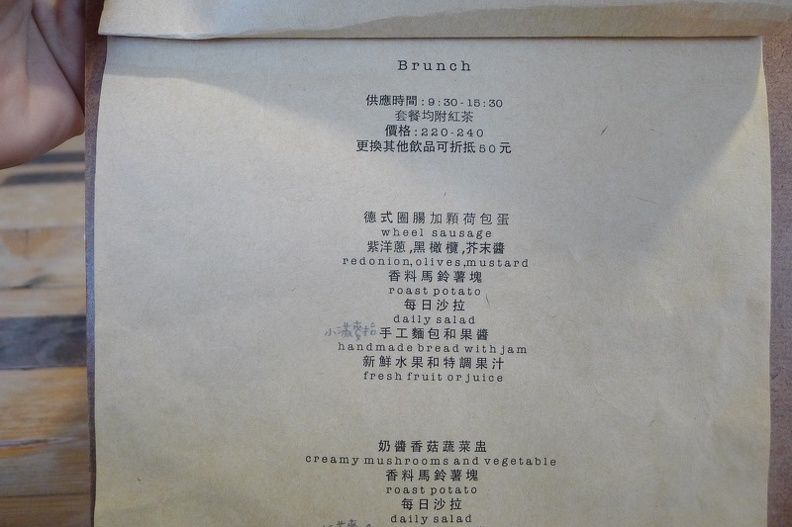 Brunch
供應時間:9:30-15:30
套餐均附紅茶
價格:220-240
更換其他飲品可折抵50元
德式圈腸加顆荷包蛋
wheel sausage
紫洋蔥,黑橄欖,芥末醬
redonion,olives,mustard
香料馬鈴薯塊
roast potato
每日沙拉
daily salad
手工麵包和果醬
handmade bread with jam
新鮮水果和特調果汁
fresh fruit or juice
奶醬香菇蔬菜盅
creamy mushrooms and vegetable
香料馬鈴薯塊
roast potato
每日沙拉
daily salad